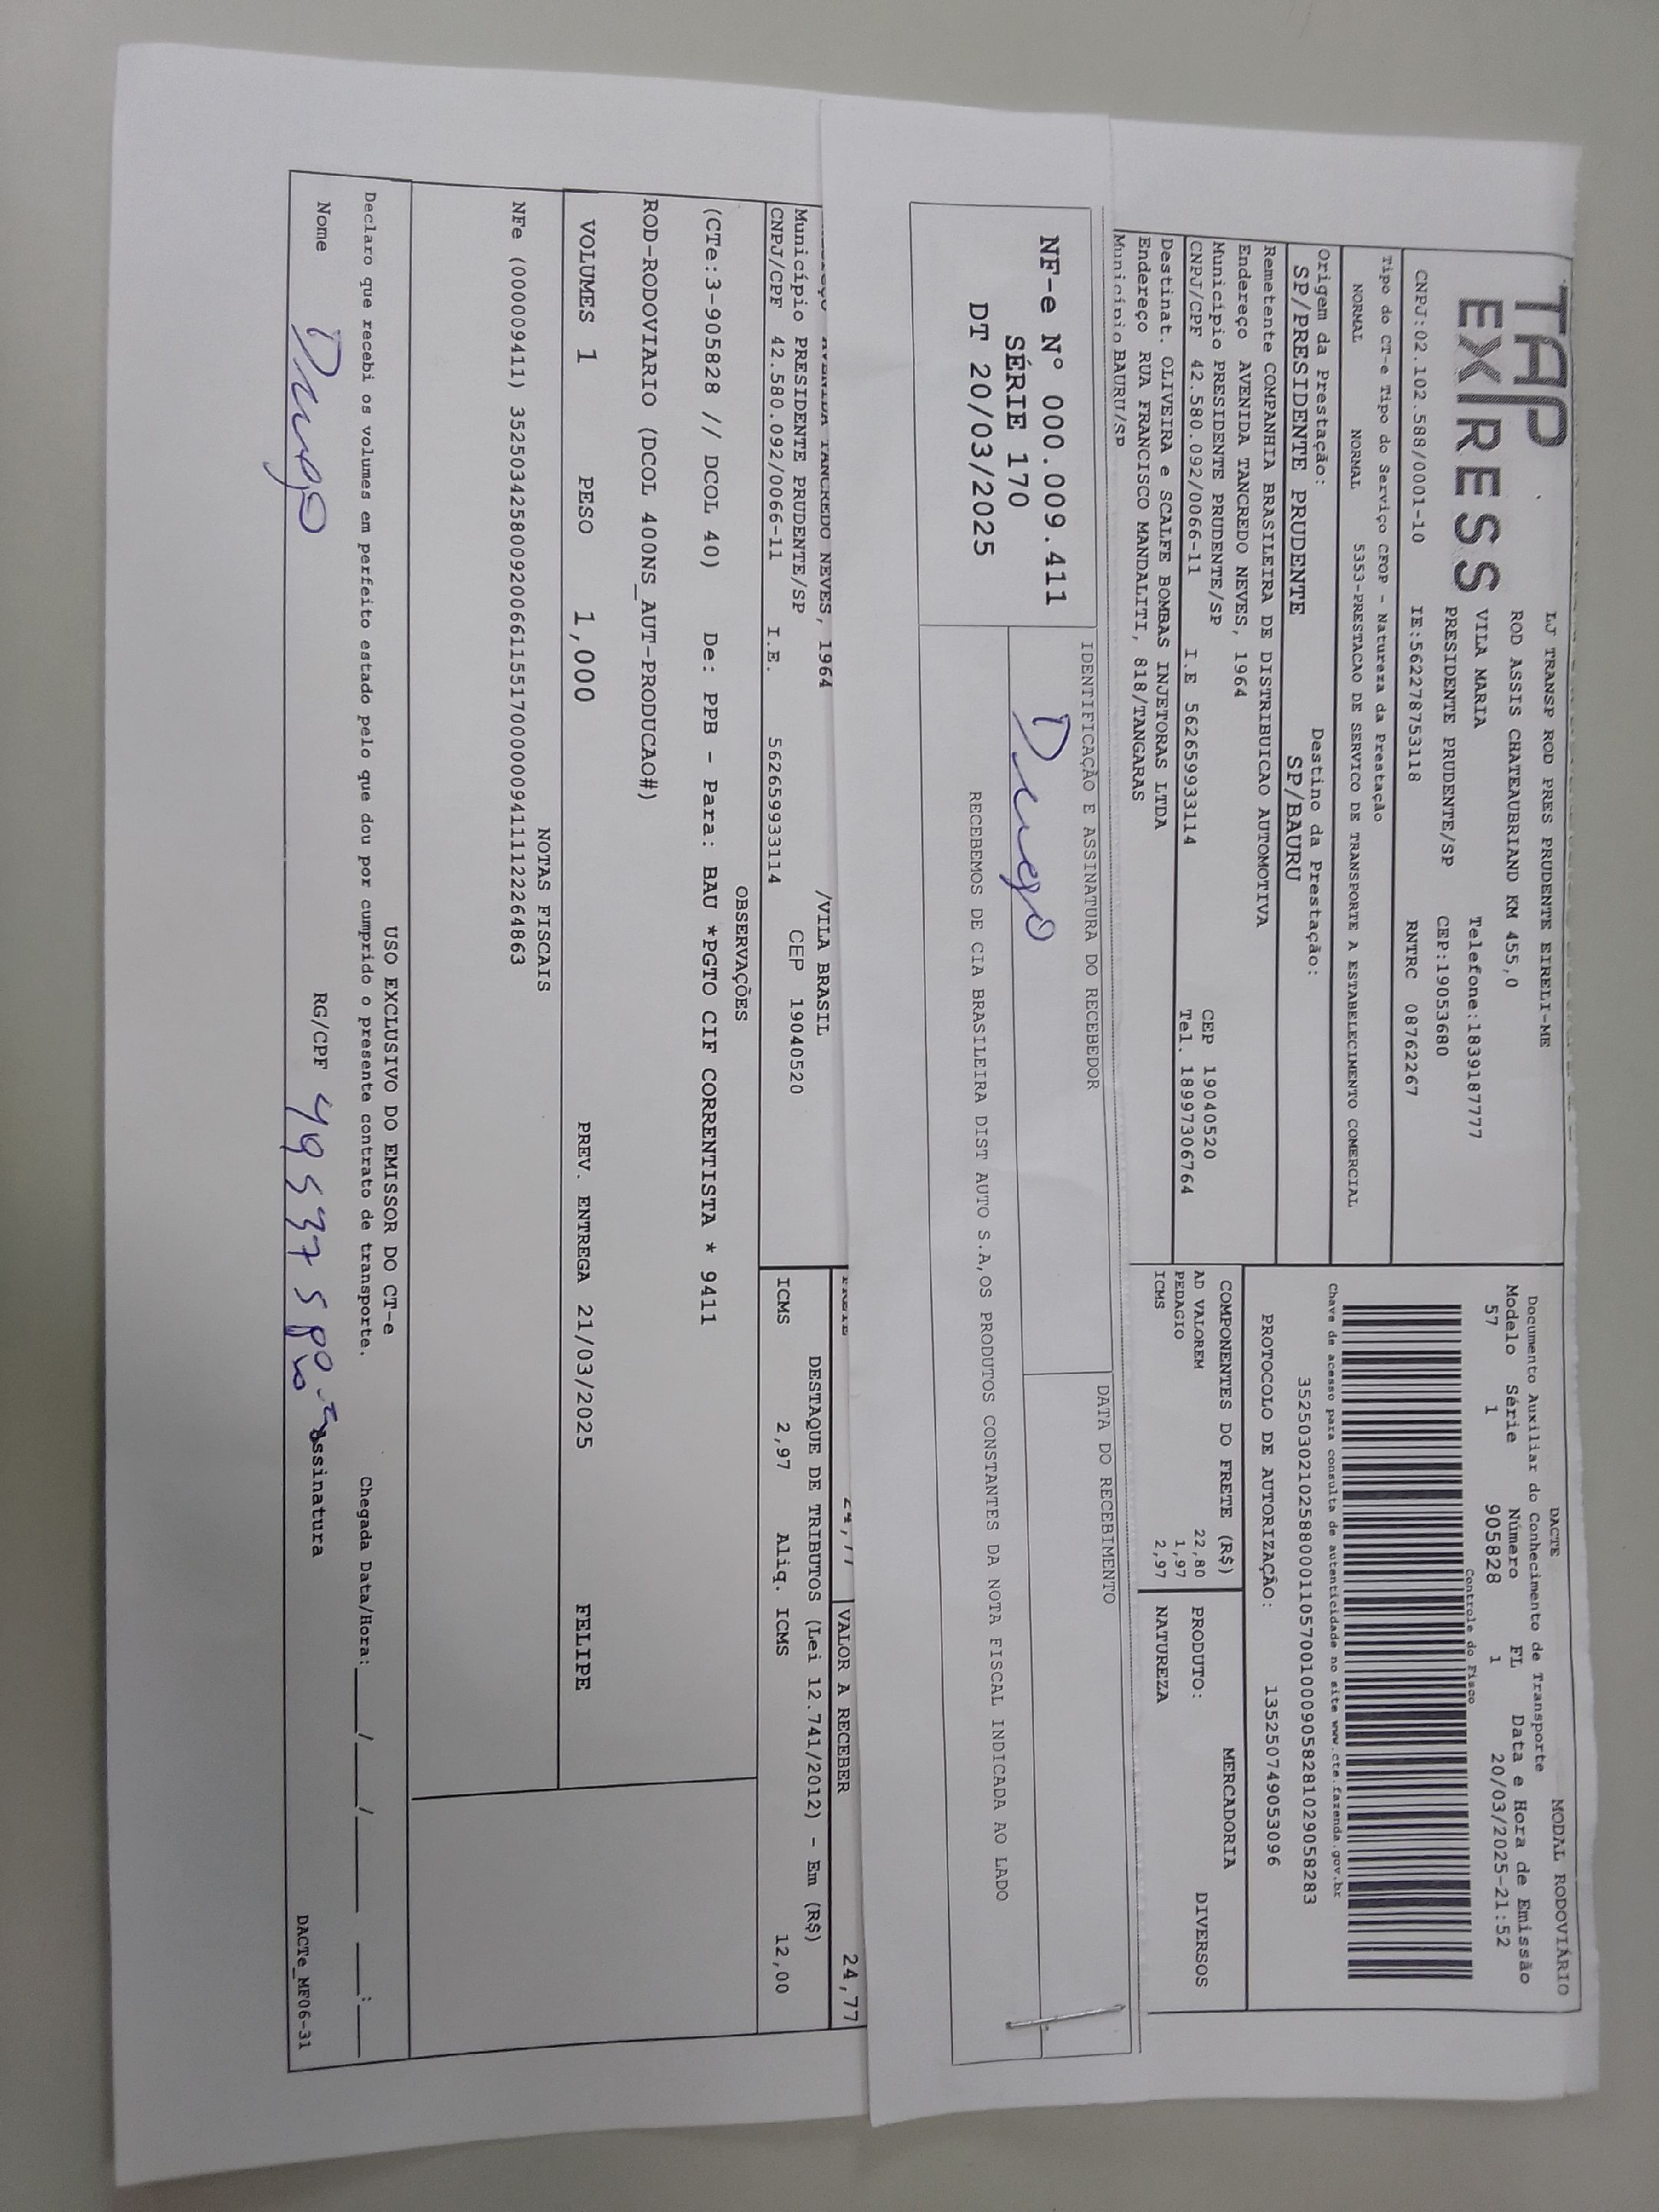 TAP
EXPRESS
LJ TRANSP ROD PRES PRUDENTE EIRELI-ME
ROD ASSIS CHATEAUBRIAND KM 455,0
VILA MARIA Telefone:1839187777
PRESIDENTE PRUDENTE/SP CEP:19053680
CNPJ:02.102.588/0001-10 IE:562278753118 RNTRC 08762267
DACTE MODAL RODOVIÁRIO
Documento Auxiliar do Conhecimento de Transporte
Modelo Série Número FL Data e Hora de Emissão
57 1 905828 1 20/03/2025-21:52
Controle do Fisco
Tipo do CT-e Tipo do Serviço CFOP - Natureza da Prestação
NORMAL NORMAL 5353-PRESTACAO DE SERVICO DE TRANSPORTE A ESTABELECIMENTO COMERCIAL
Chave de acesso para consulta de autenticidade no site www.cte.fazenda.gov.br
35250302102588000110570010009058281029058283
Origem da Prestação: Destino da Prestação:
SP/PRESIDENTE PRUDENTE SP/BAURU
PROTOCOLO DE AUTORIZAÇÃO: 135250749053096
Remetente COMPANHIA BRASILEIRA DE DISTRIBUICAO AUTOMOTIVA
Endereço AVENIDA TANCREDO NEVES, 1964
Município PRESIDENTE PRUDENTE/SP CEP 19040520
CNPJ/CPF 42.580.092/0066-11 I.E 562659933114 Tel. 18997306764
Destinat. OLIVEIRA e SCALFE BOMBAS INJETORAS LTDA
Endereço RUA FRANCISCO MANDALITI, 818/TANGARAS
Município BAURU/SP
COMPONENTES DO FRETE (R$)
AD VALOREM 22,80
PEDAGIO 1,97
ICMS 2,97
MERCADORIA
PRODUTO: DIVERSOS
NATUREZA
IDENTIFICAÇÃO E ASSINATURA DO RECEBEDOR DATA DO RECEBIMENTO
NF-e N° 000.009.411
SÉRIE 170
DT 20/03/2025
Diego
RECEBEMOS DE CIA BRASILEIRA DIST AUTO S.A,OS PRODUTOS CONSTANTES DA NOTA FISCAL INDICADA AO LADO
AVENIDA TANCREDO NEVES, 1964 /VILA BRASIL
Município PRESIDENTE PRUDENTE/SP CEP 19040520
CNPJ/CPF 42.580.092/0066-11 I.E. 562659933114
FRETE 24,77 VALOR A RECEBER 24,77
DESTAQUE DE TRIBUTOS (Lei 12.741/2012) - Em (R$)
ICMS 2,97 Aliq. ICMS 12,00
OBSERVAÇÕES
(CTe:3-905828 // DCOL 40) De: PPB - Para: BAU *PGTO CIF CORRENTISTA * 9411
ROD-RODOVIARIO (DCOL 400NS_AUT-PRODUCAO#)
VOLUMES 1 PESO 1,000 PREV. ENTREGA 21/03/2025 FELIPE
NOTAS FISCAIS
NFe (000009411) 35250342580092006611551700000094111122264863
USO EXCLUSIVO DO EMISSOR DO CT-e
Declaro que recebi os volumes em perfeito estado pelo que dou por cumprido o presente contrato de transporte. Chegada Data/Hora:____/____/____ ___:___
Nome Diego RG/CPF Assinatura
DACTe_MF06-31